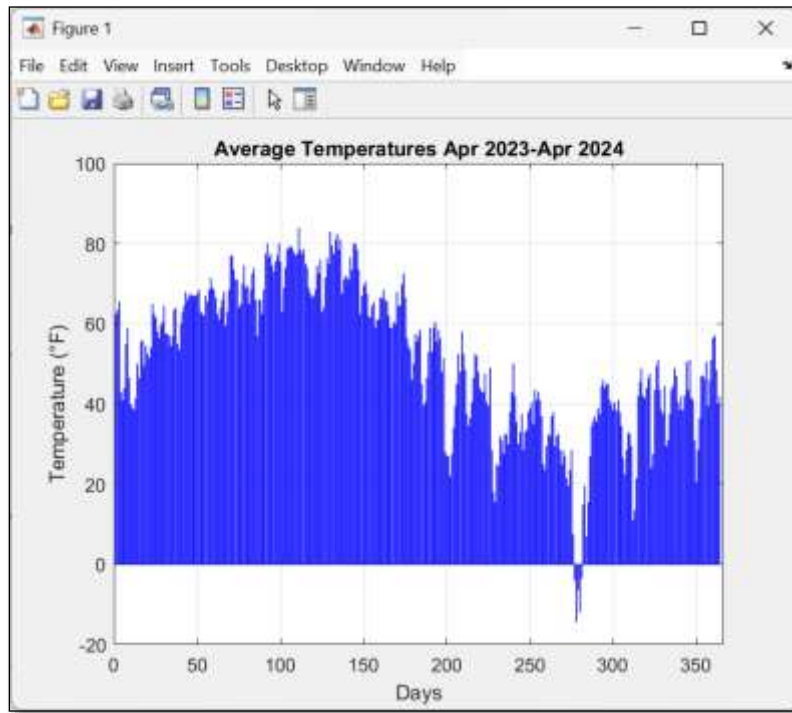 Figure 1
File Edit View Insert Tools Desktop Window Help
Average Temperatures Apr 2023-Apr 2024
100
80
60
40
20
0
-20
Temperature (°F)
0 50 100 150 200 250 300 350
Days